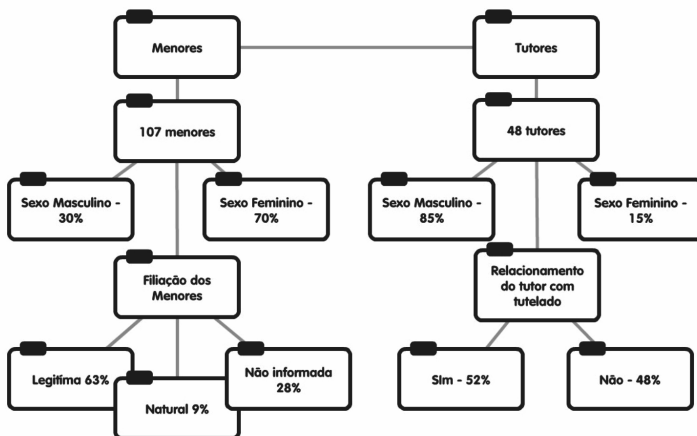 Menores
Tutores
107 menores
48 tutores
Sexo Masculino -
30%
Sexo Feminino -
70%
Sexo Masculino -
85%
Sexo Feminino -
15%
Filiação dos
Menores
Relacionamento
do tutor com
tutelado
Legitíma 63%
Natural 9%
Não informada
28%
SIm - 52%
Não - 48%